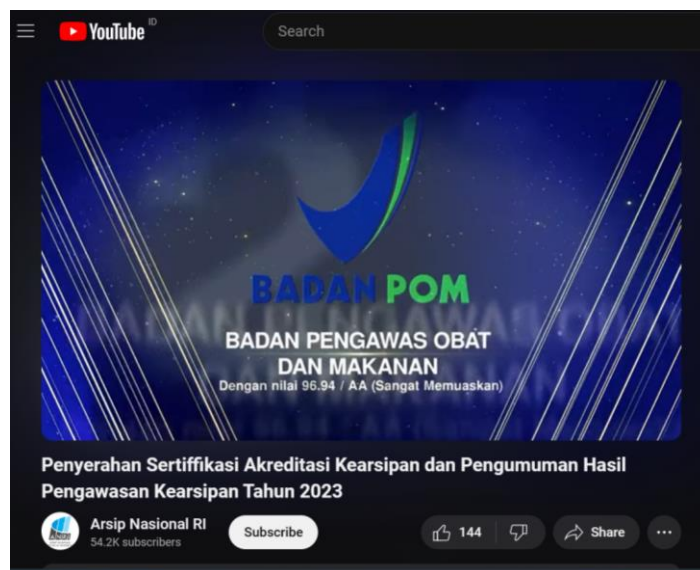 YouTube ID
Search
BADAN POM
BADAN PENGAWAS OBAT
DAN MAKANAN
Dengan nilai 96.94 / AA (Sangat Memuaskan)
Penyerahan Sertiffikasi Akreditasi Kearsipan dan Pengumuman Hasil
Pengawasan Kearsipan Tahun 2023
Arsip Nasional RI
54.2K subscribers
Subscribe
144
Share